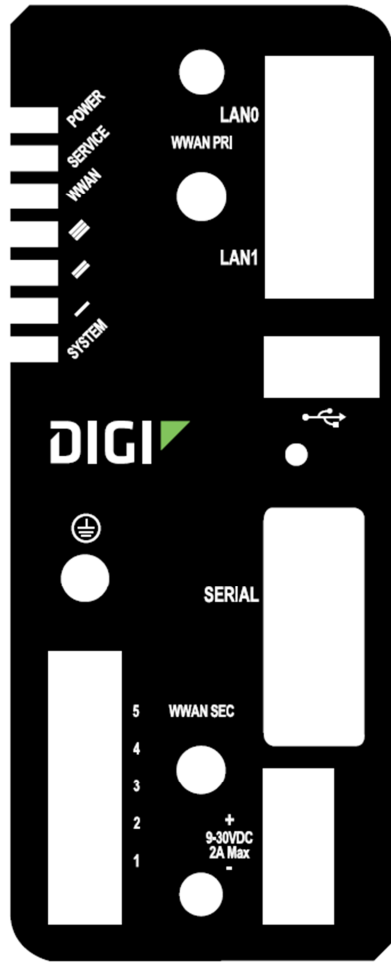 POWER
SERVICE
WWAN
SYSTEM
LAN0
WWAN PRI
LAN1
DIGI
SERIAL
5
4
3
2
1
WWAN SEC
+
9-30VDC
2A Max
-